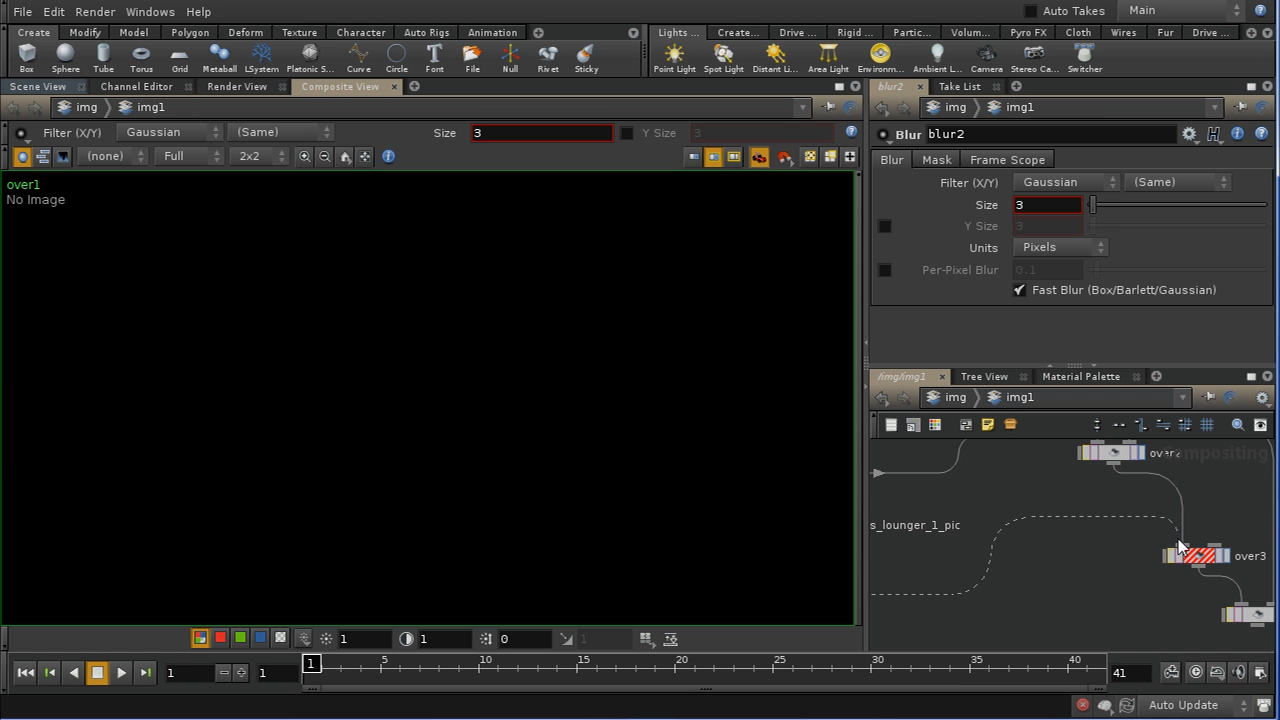 File Edit Render Windows Help Auto Takes Main
Create Modify Model Polygon Deform Texture Character Auto Rigs Animation Lights ... Create... Drive ... Rigid ... Partic... Volum... Pyro FX Cloth Wires Fur Drive ...
Box Sphere Tube Torus Grid Metaball LSystem Platonic S... Curve Circle Font File Null Rivet Sticky Point Light Spot Light Distant Li... Area Light Environm... Ambient L... Camera Stereo Ca... Switcher
Scene View Channel Editor Render View Composite View
img img1
Filter (X/Y) Gaussian (Same) Size 3 Y Size 3
(none) Full 2x2
over1
No Image
1 1 0 1
blur2 Take List
img img1
Blur blur2
Blur Mask Frame Scope
Filter (X/Y) Gaussian (Same)
Size 3
Y Size 3
Units Pixels
Per-Pixel Blur 0.1
Fast Blur (Box/Barlett/Gaussian)
/img/img1 Tree View Material Palette
img img1
over2 Compositing
s_lounger_1_pic
over3
1 1 1 5 10 15 20 25 30 35 40 41
Auto Update